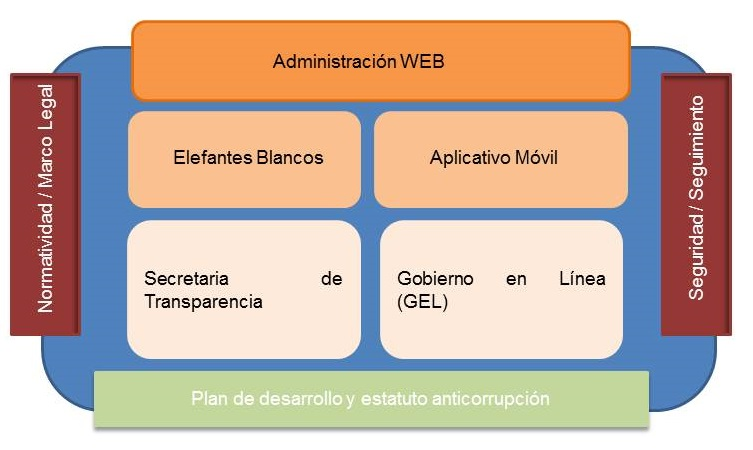 Administración WEB
Normatividad / Marco Legal
Elefantes Blancos
Aplicativo Móvil
Seguridad / Seguimiento
Secretaria de
Transparencia
Gobierno en Línea
(GEL)
Plan de desarrollo y estatuto anticorrupción